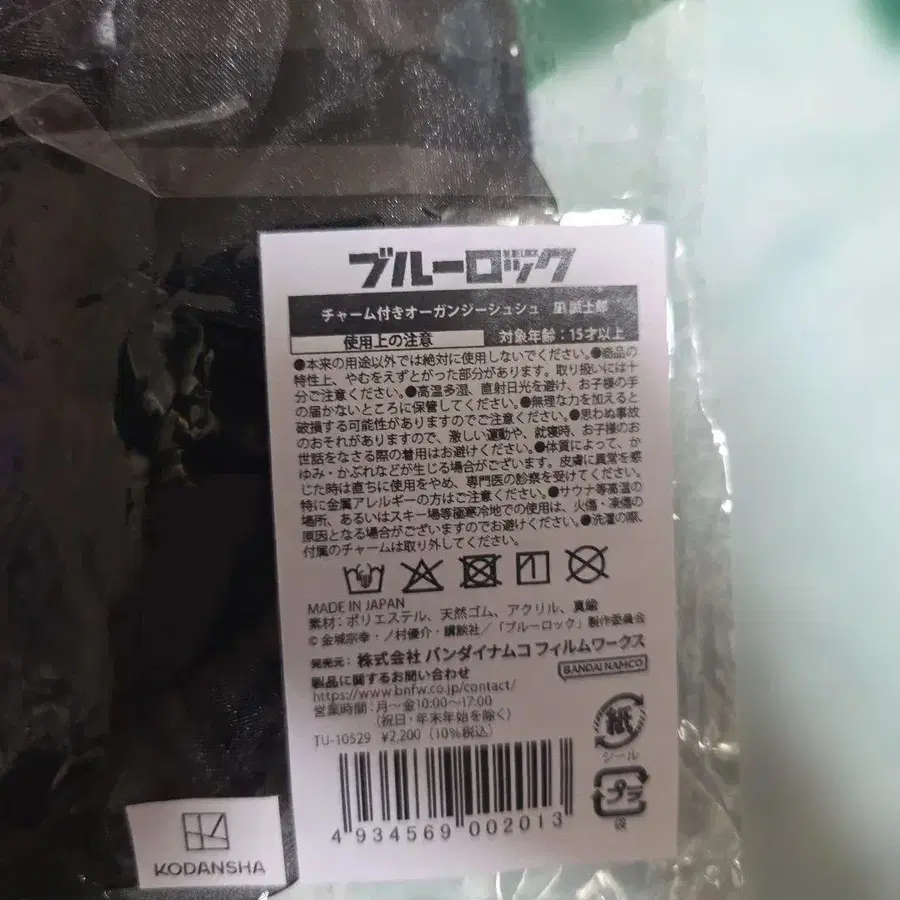 ブルーロック
BLUELOCK
チャーム付きオーガンジーシュシュ 凪 誠士郎
使用上の注意 対象年齢：15才以上
●本来の用途以外では絶対に使用しないでください。●商品の
特性上、やむをえずとがった部分があります。取り扱いには十
分ご注意ください。●高温多湿、直射日光を避け、お子様の手
の届かないところに保管してください。●無理な力を加えると
破損する可能性がありますのでご注意ください。●思わぬ事故
のおそれがありますので、激しい運動や、就寝時、お子様のお
世話をなさる際の着用はお避けください。●体質によって、か
ゆみ・かぶれなどが生じる場合がございます。皮膚に異常を感
じた時は直ちに使用をやめ、専門医の診察を受けてください。
特に金属アレルギーの方はご注意ください。●サウナ等高温の
場所、あるいはスキー場等極寒冷地での使用は、火傷・凍傷の
原因となる場合がございますのでお避けください。●洗濯の際、
付属のチャームは取り外してください。
MADE IN JAPAN
素材：ポリエステル、天然ゴム、アクリル、真鍮
© 金城宗幸・ノ村優介・講談社／「ブルーロック」製作委員会
発売元：株式会社 バンダイナムコ フィルムワークス
BANDAI NAMCO
製品に関するお問い合わせ
https://www.bnfw.co.jp/contact/
営業時間：月～金10:00～17:00
（祝日・年末年始を除く）
TU-10529 ¥2,200（10%税込）
紙
シール
プラ
袋
4 934569 002013
KODANSHA